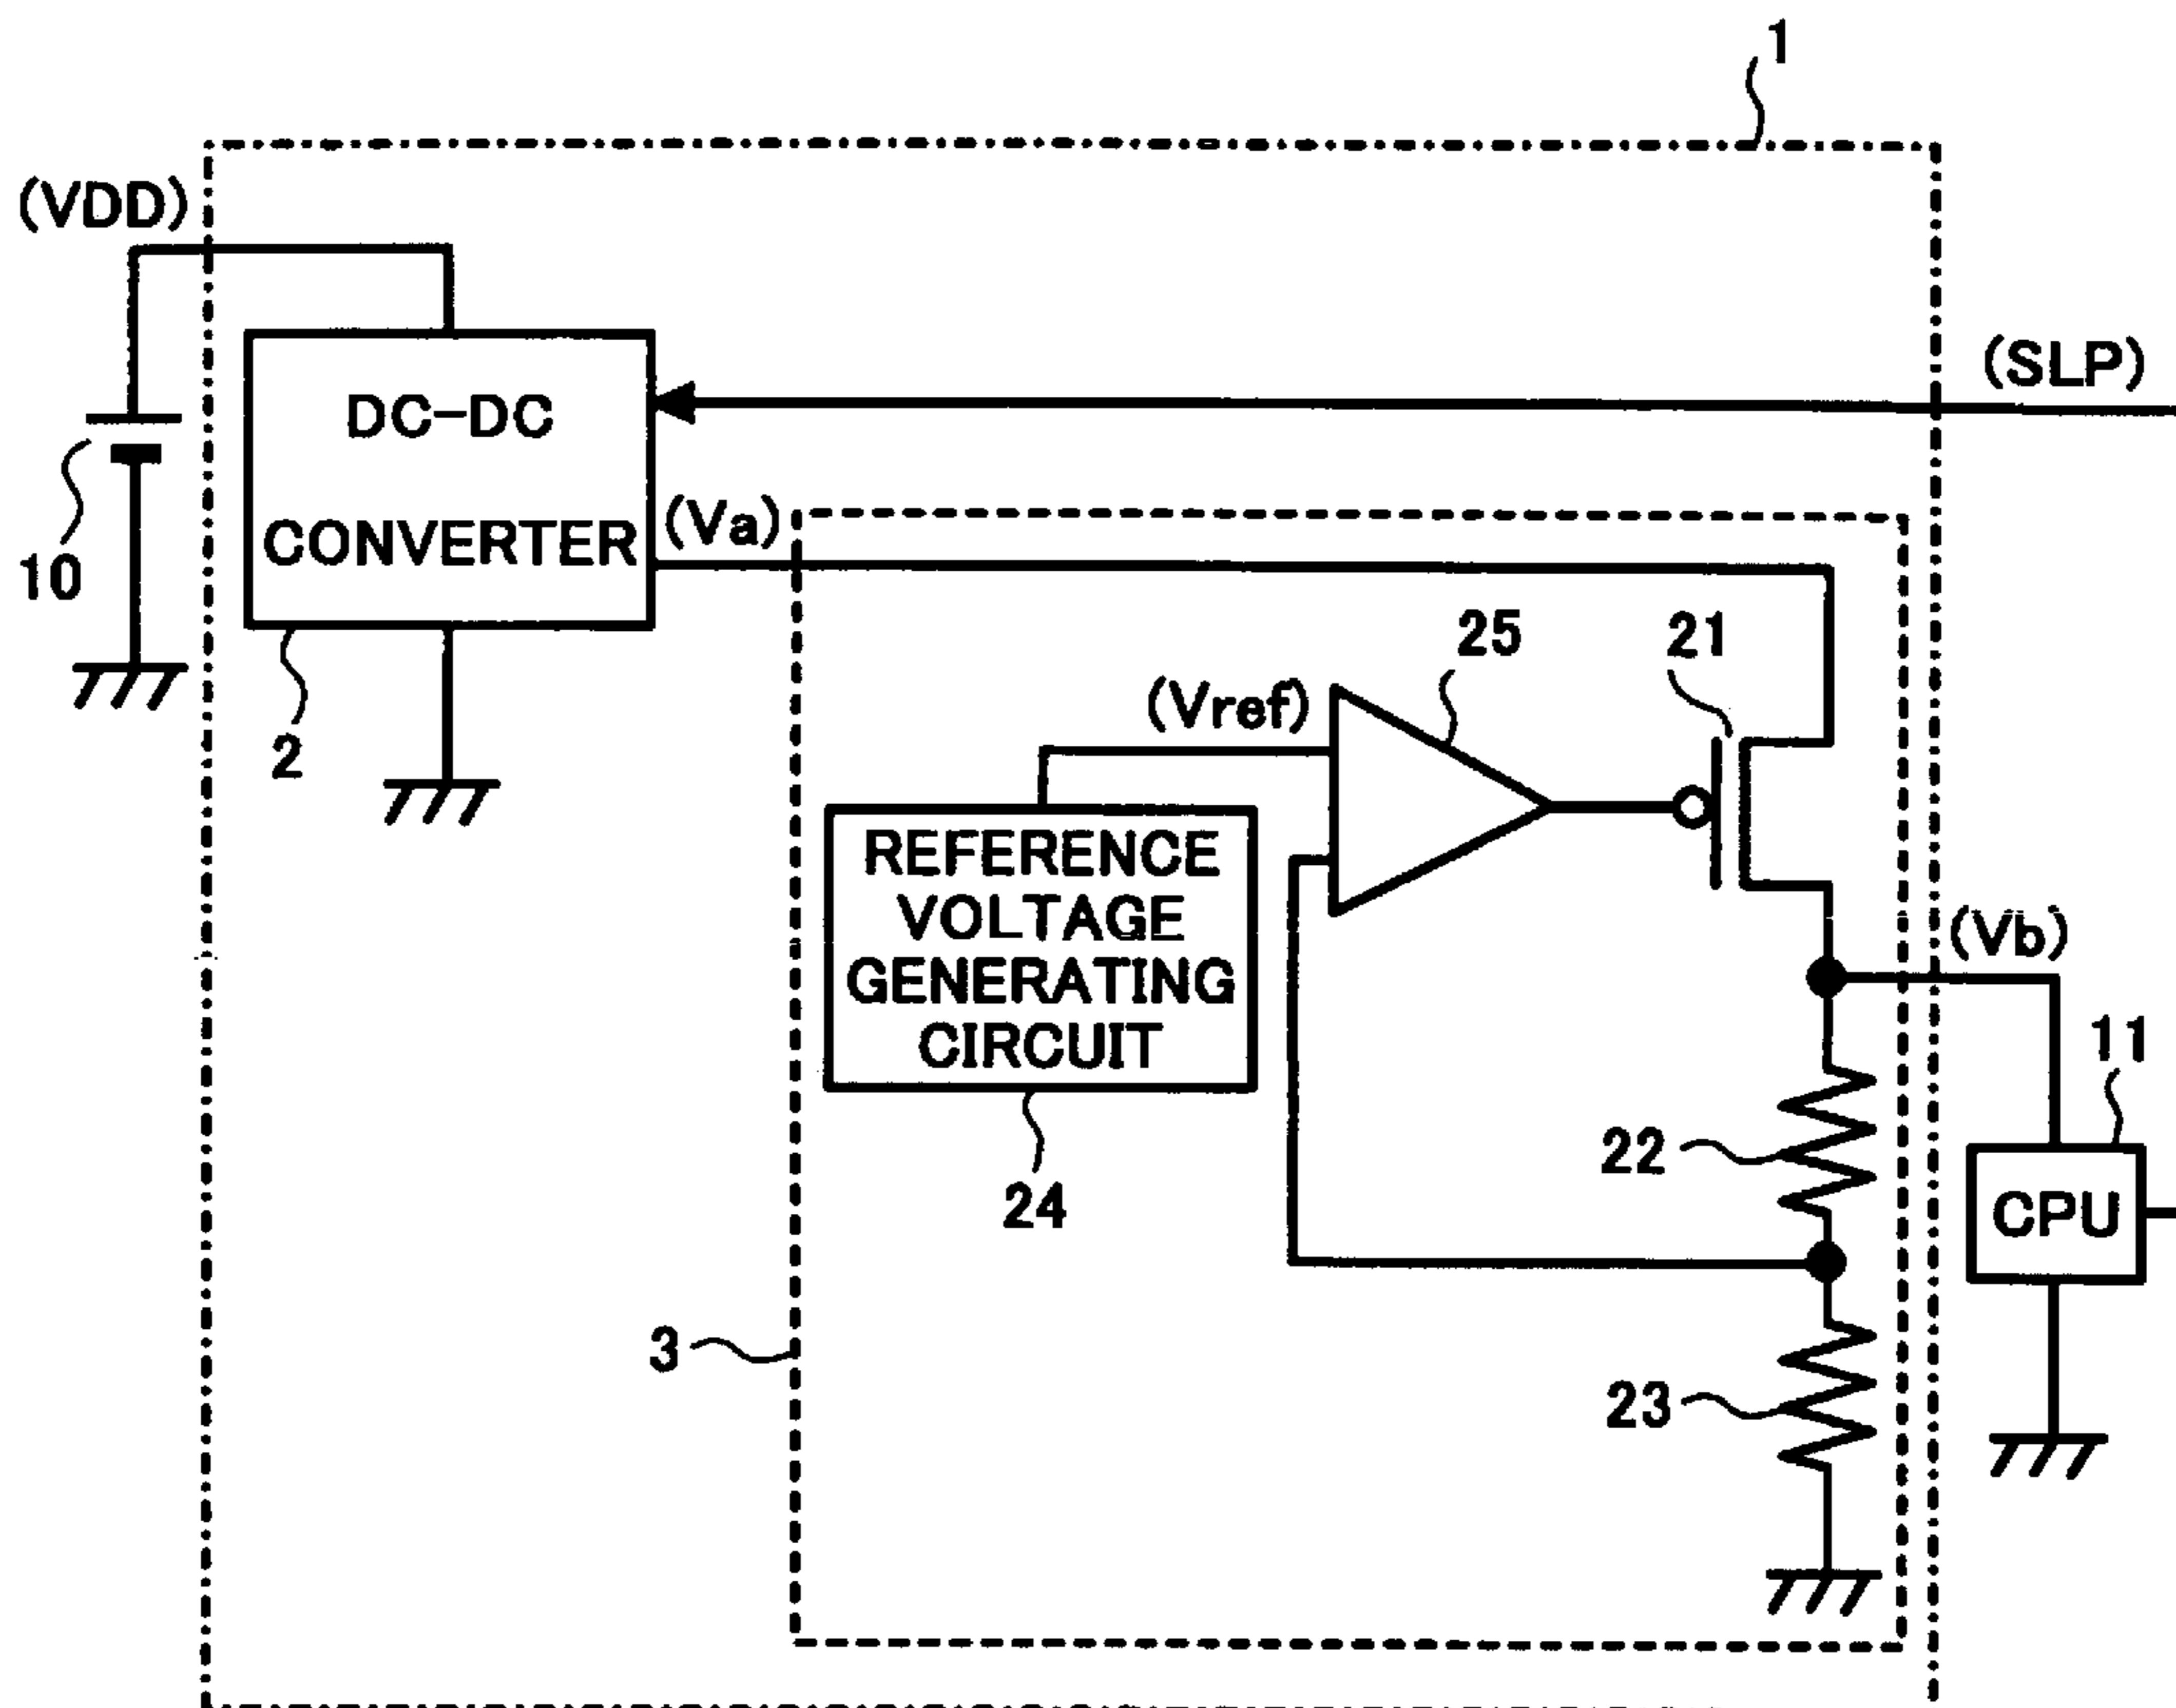 1
(VDD)
(SLP)
DC-DC
CONVERTER
(Va)
10
25
21
(Vref)
2
REFERENCE
VOLTAGE
GENERATING
CIRCUIT
(Vb)
11
22
24
CPU
3
23